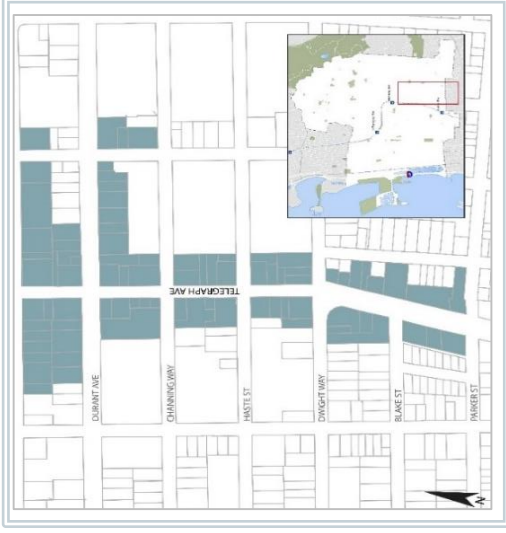 TELEGRAPH AVE
DURANT AVE
CHANNING WAY
HASTE ST
DWIGHT WAY
BLAKE ST
PARKER ST
N